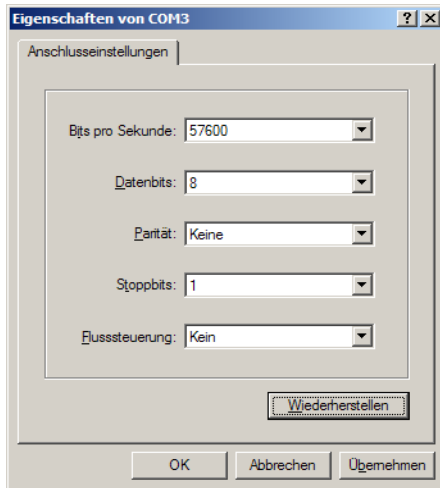 Eigenschaften von COM3
Anschlusseinstellungen
Bits pro Sekunde: 57600
Datenbits: 8
Parität: Keine
Stoppbits: 1
Flusssteuerung: Kein
Wiederherstellen
OK Abbrechen Übernehmen